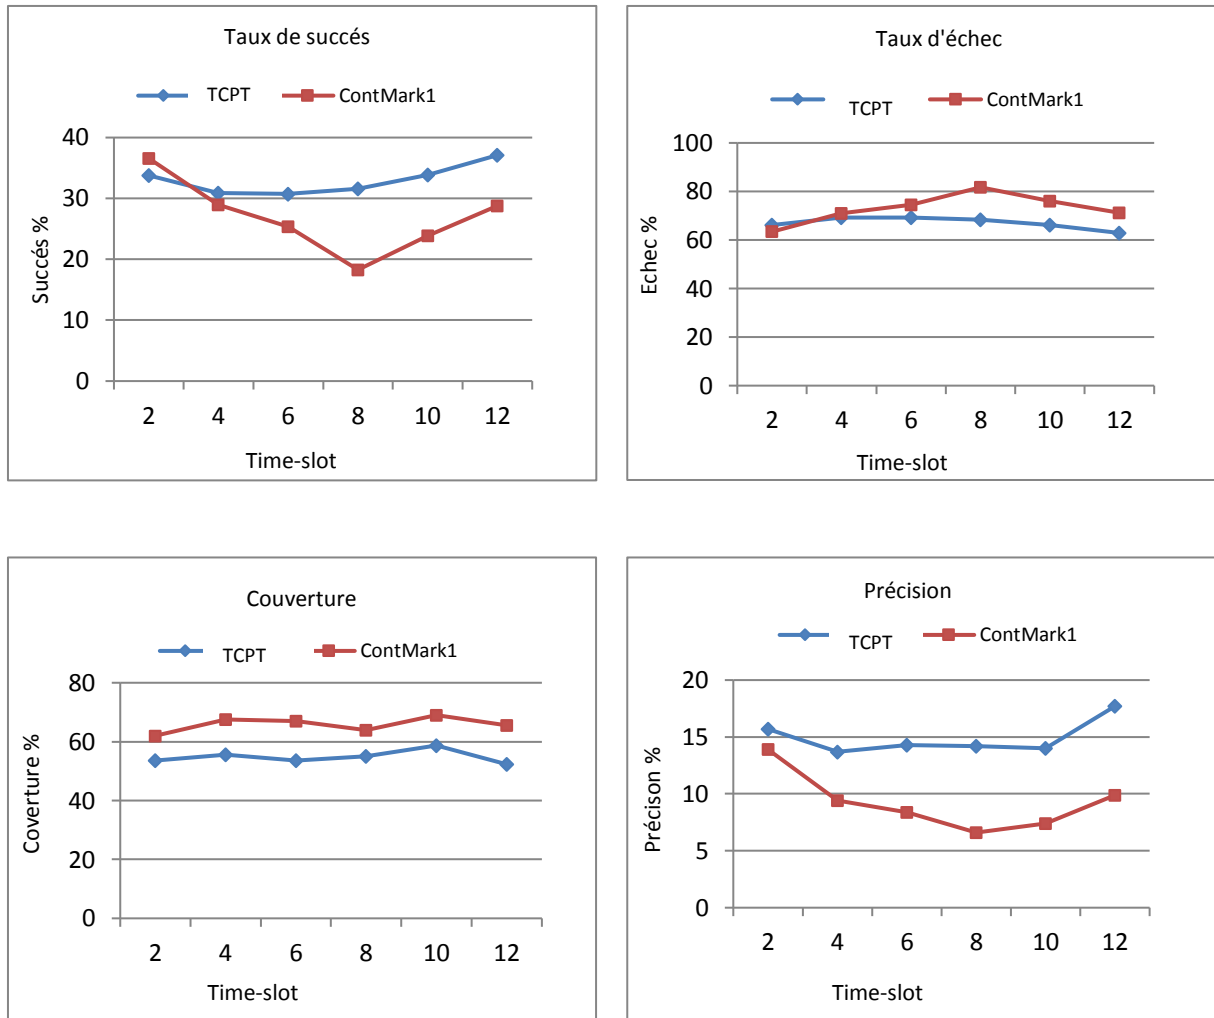 Taux de succés
TCPT ContMark1
40
30
20
10
0
Succés %
2 4 6 8 10 12
Time-slot
Taux d'échec
TCPT ContMark1
100
80
60
40
20
0
Echec %
2 4 6 8 10 12
Time-slot
Couverture
TCPT ContMark1
80
60
40
20
0
Coverture %
2 4 6 8 10 12
Time-slot
Précision
TCPT ContMark1
20
15
10
5
0
Précison %
2 4 6 8 10 12
Time-slot